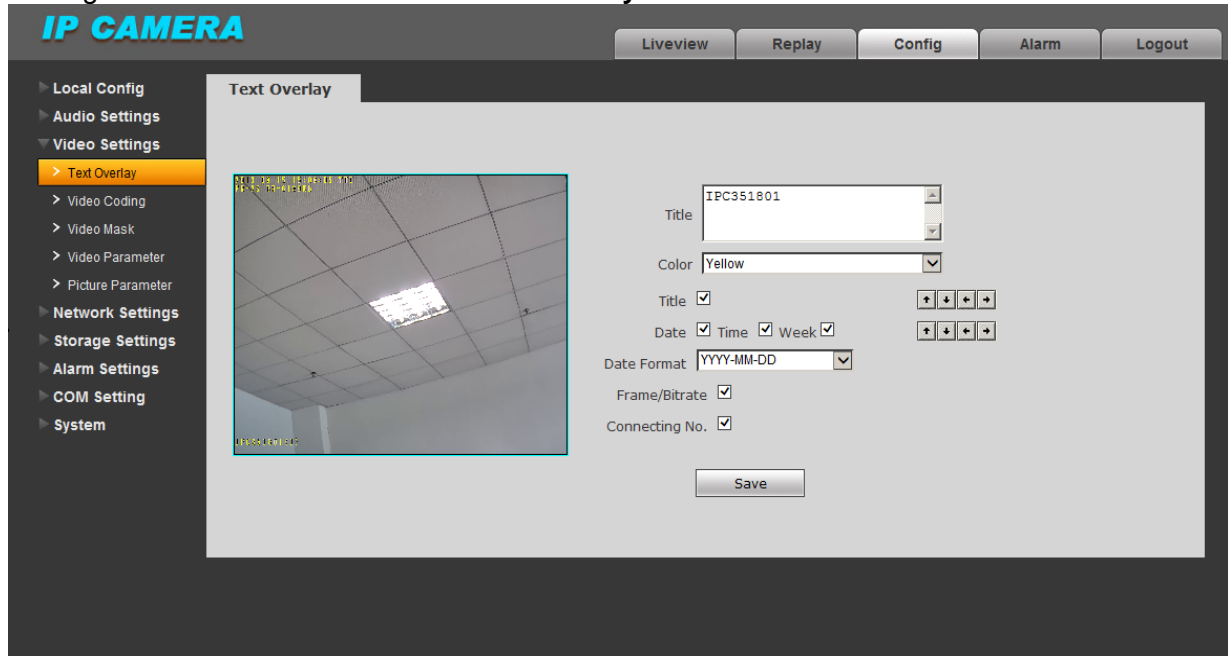 IP CAMERA
Liveview Replay Config Alarm Logout
Local Config
Audio Settings
Video Settings
Text Overlay
Video Coding
Video Mask
Video Parameter
Picture Parameter
Network Settings
Storage Settings
Alarm Settings
COM Setting
System
Text Overlay
Title IPC351801
Color Yellow
Title
Date Time Week
Date Format YYYY-MM-DD
Frame/Bitrate
Connecting No.
Save